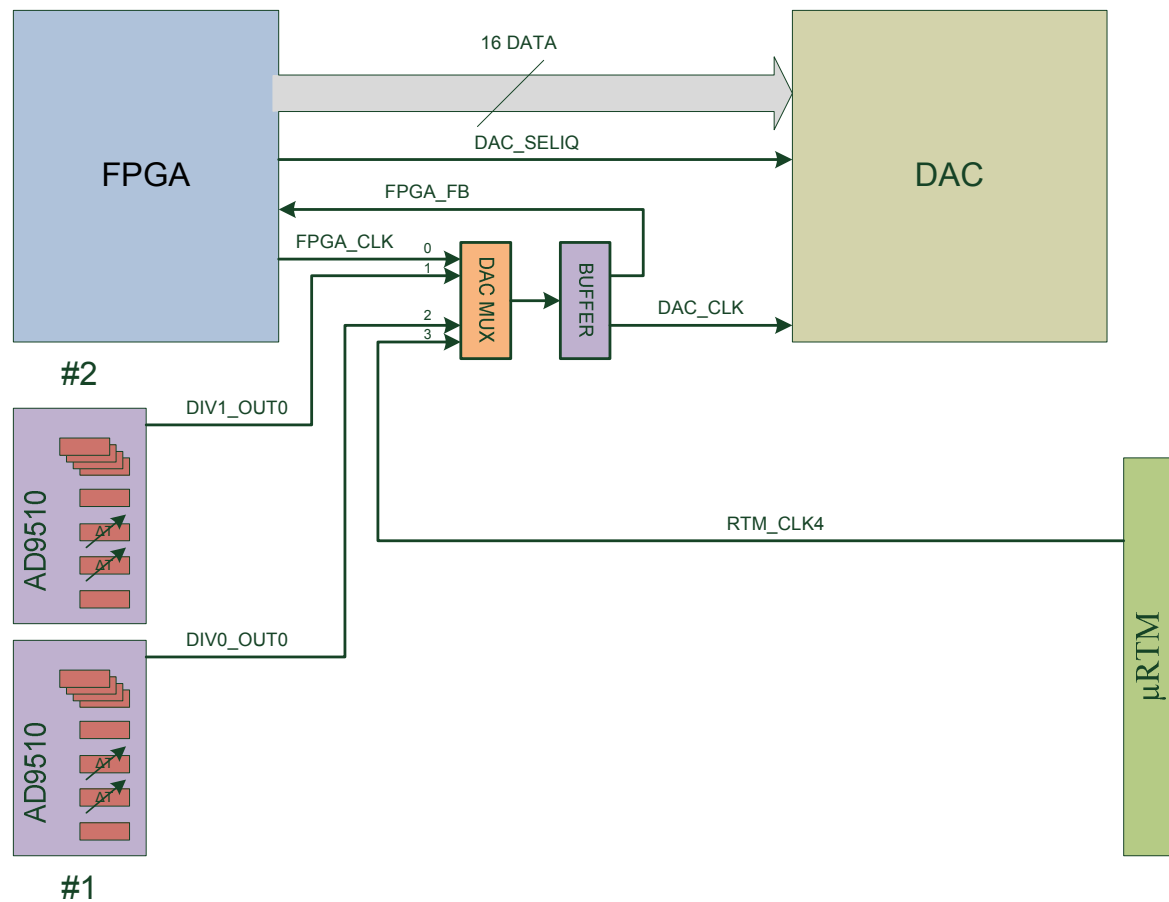 16 DATA
FPGA
DAC
DAC_SELIQ
FPGA_FB
FPGA_CLK
0
1
2
3
DAC MUX
BUFFER
DAC_CLK
#2
DIV1_OUT0
AD9510
ΔT
ΔT
RTM_CLK4
μRTM
DIV0_OUT0
AD9510
ΔT
ΔT
#1